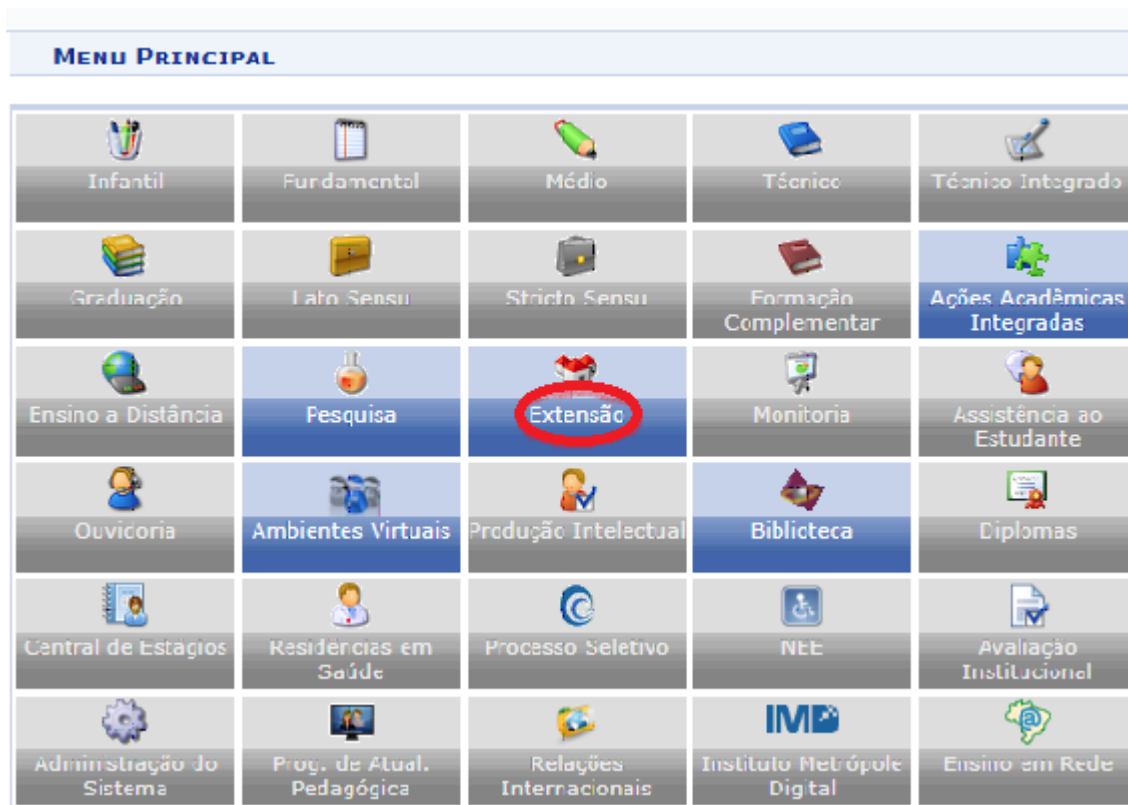 MENU PRINCIPAL
Infantil
Fundamental
Médio
Técnico
Técnico Integrado
Graduação
Lato Sensu
Stricto Sensu
Formação
Complementar
Ações Acadêmicas
Integradas
Ensino a Distância
Pesquisa
Extensão
Monitoria
Assistência ao
Estudante
Ouvidoria
Ambientes Virtuais
Produção Intelectual
Biblioteca
Diplomas
Central de Estágios
Residências em
Saúde
Processo Seletivo
NEE
Avaliação
Institucional
Administração do
Sistema
Prog. de Atual.
Pedagógica
Relações
Internacionais
IMD
Instituto Metrópole
Digital
Ensino em Rede